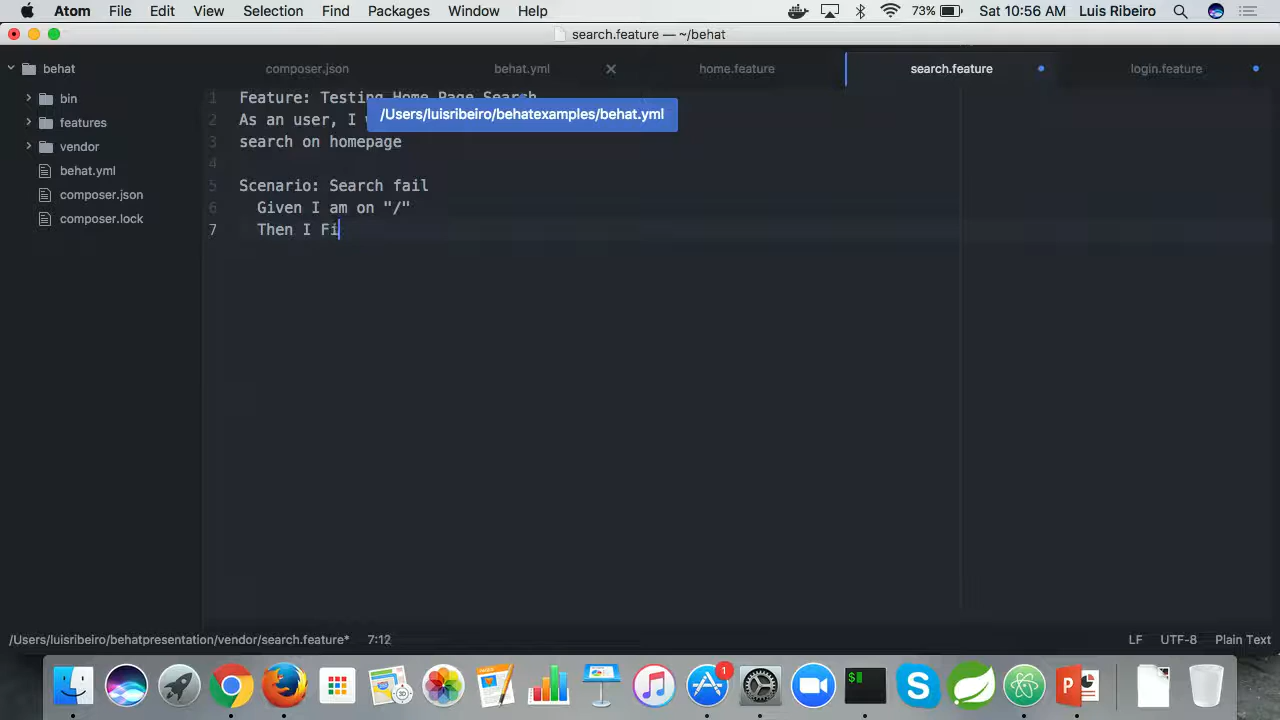 Atom File Edit View Selection Find Packages Window Help 73% Sat 10:56 AM Luis Ribeiro
search.feature — ~/behat
behat composer.json behat.yml home.feature search.feature login.feature
bin
features
vendor
behat.yml
composer.json
composer.lock
/Users/luisribeiro/behatexamples/behat.yml
1 Feature: Testing Home Page Search
2 As an user, I
3 search on homepage
4
5 Scenario: Search fail
6 Given I am on "/"
7 Then I Fi
/Users/luisribeiro/behatpresentation/vendor/search.feature* 7:12 LF UTF-8 Plain Text
1
$
S
P